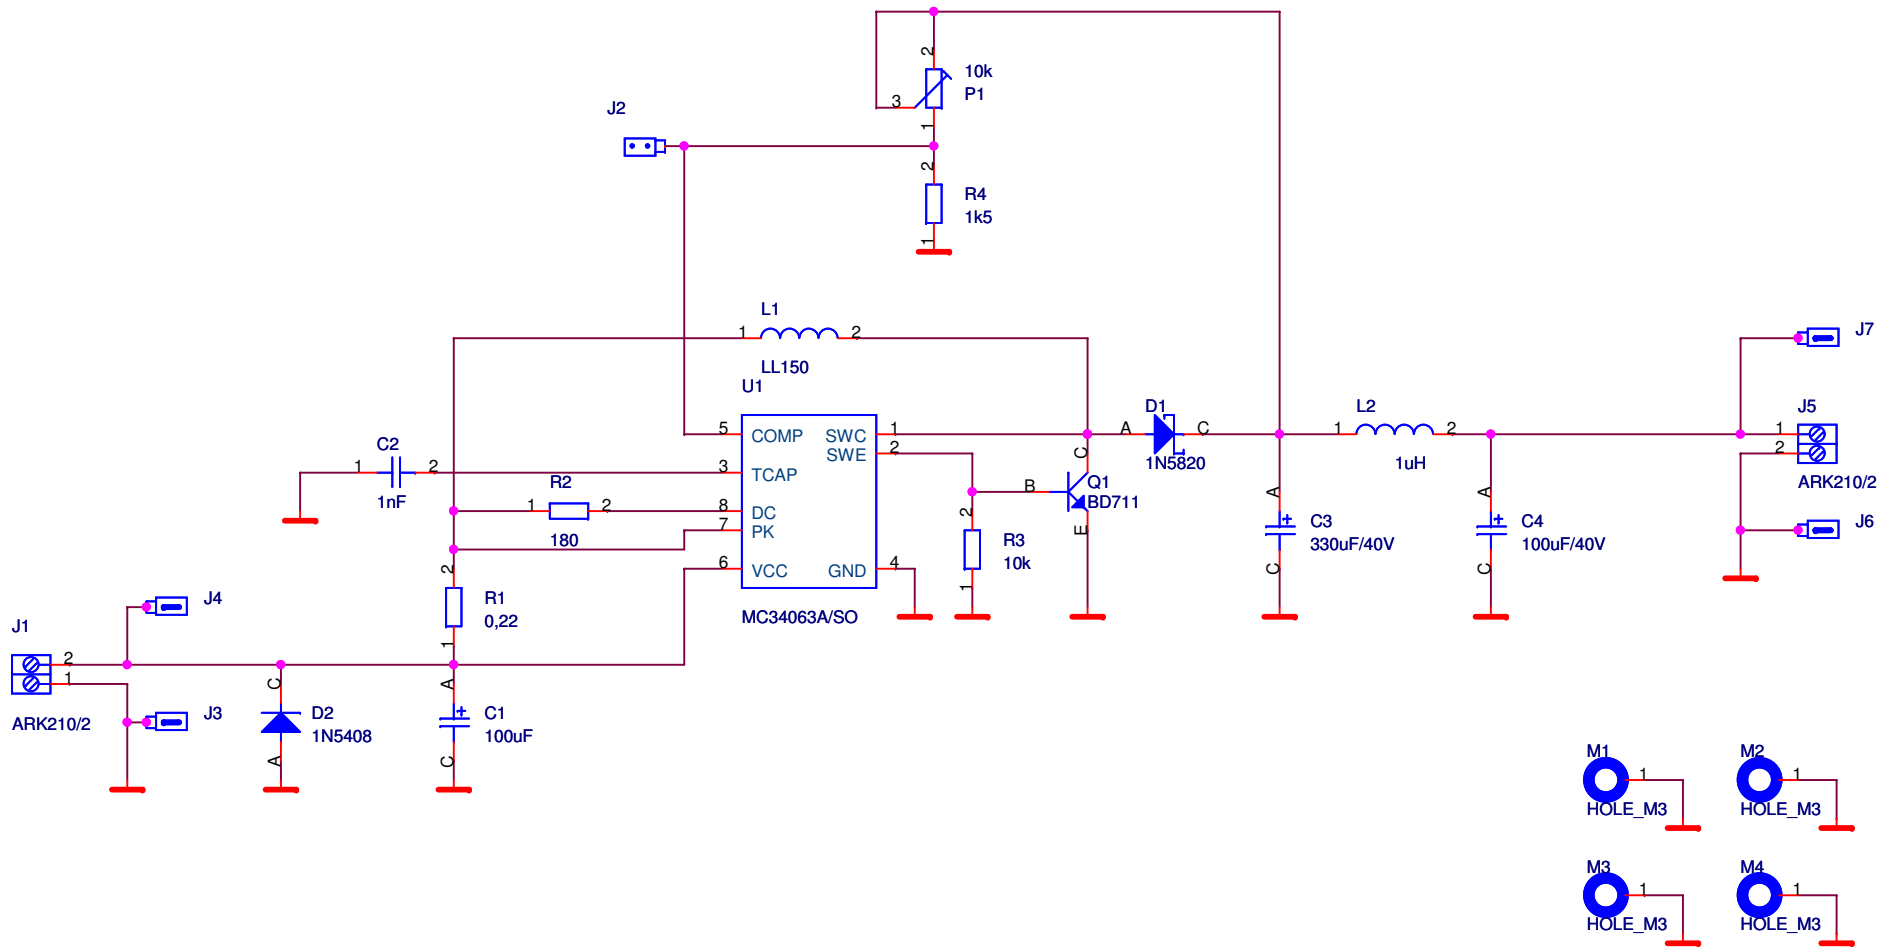 2
10k
P1
3
1
J2
2
R4
1k5
1
L1
1
2
LL150
U1
J7
D1
L2
J5
5
COMP
SWC
1
A
C
1
2
1
C2
SWE
2
C
2
1N5820
1uH
1
2
3
TCAP
ARK210/2
1nF
R2
B
Q1
BD711
A
A
1
2
8
DC
2
C3
C4
J6
7
PK
E
180
R3
330uF/40V
100uF/40V
10k
2
6
VCC
GND
4
C
C
1
J4
R1
0,22
MC34063A/SO
J1
1
2
1
C
A
J3
D2
C1
ARK210/2
1N5408
100uF
A
C
M1
M2
1
1
HOLE_M3
HOLE_M3
M3
M4
1
1
HOLE_M3
HOLE_M3